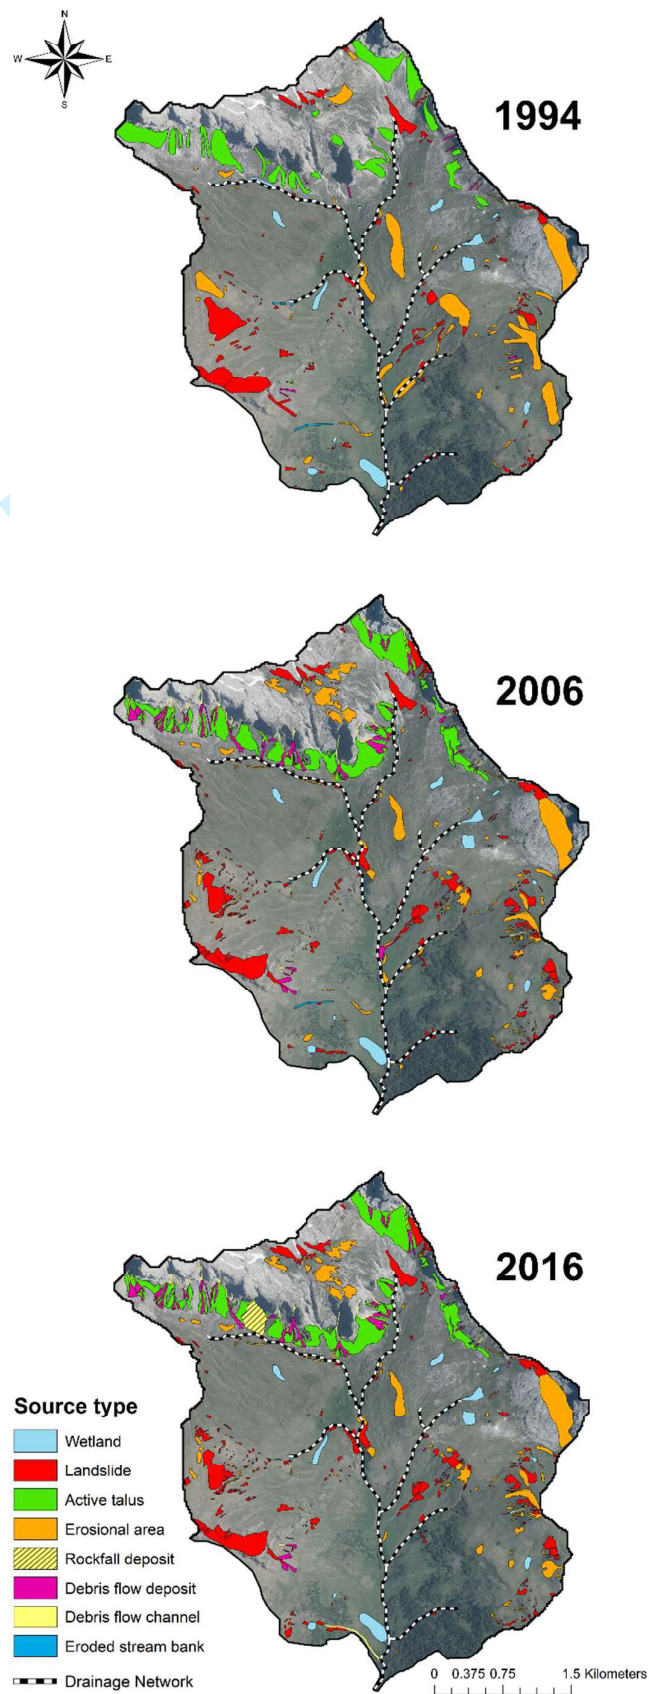 N
W E
S
1994
2006
2016
Source type
Wetland
Landslide
Active talus
Erosional area
Rockfall deposit
Debris flow deposit
Debris flow channel
Eroded stream bank
Drainage Network
0 0.375 0.75 1.5 Kilometers